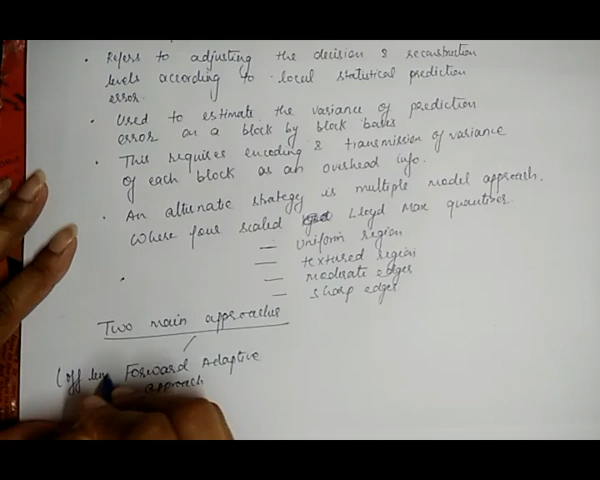 • Refers to adjusting the decision & reconstruction
levels according to local statistical prediction
error.
• Used to estimate the variance of prediction
error on a block by block basis
• This requires encoding & transmission of variance
of each block as an overhead info.
• An alternate strategy is multiple model approach.
Where four scaled Lloyd Max quantiser.
— Uniform region
— textured region
— moderate edges
— sharp edges
Two main approaches
(off Forward Adaptive
approach